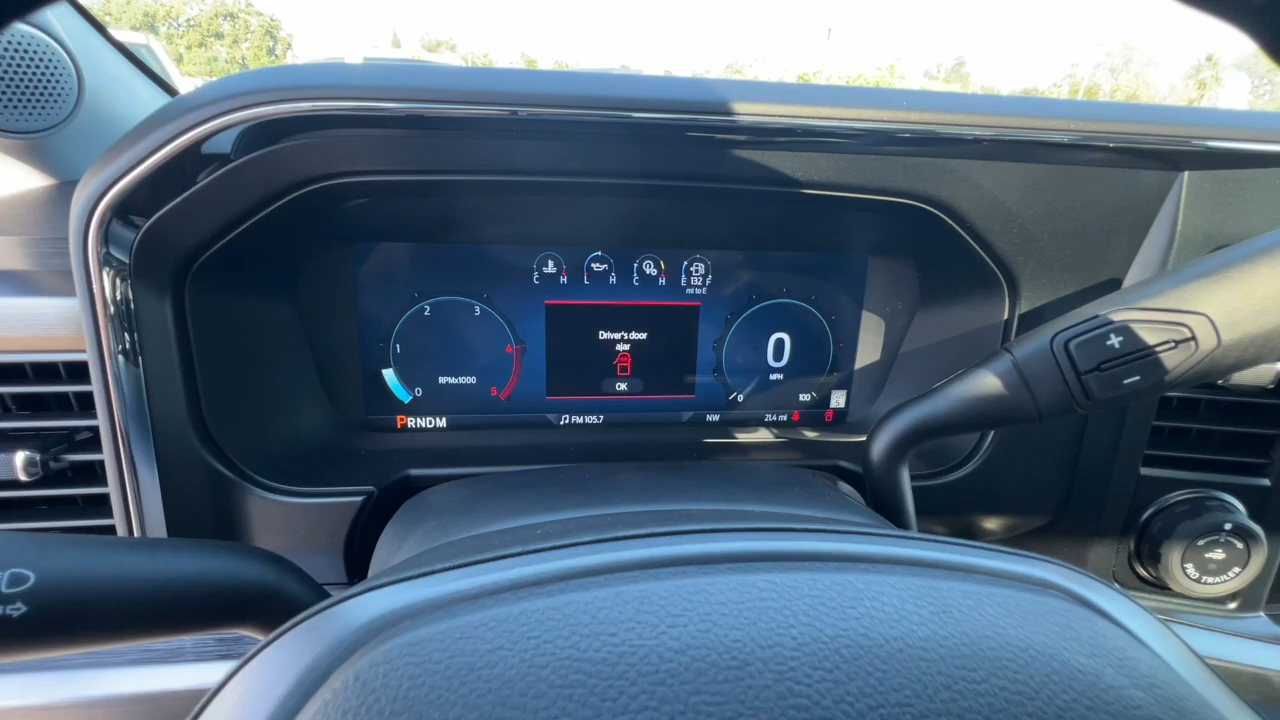 C H
L H
C H
E 132 F
mi to E
2 3
1 4
0 5
RPMx1000
Driver's door
ajar
OK
0
MPH
0 100
PRNDM
FM 105.7
NW
21.4 mi
5
+
−
PRO TRAILER